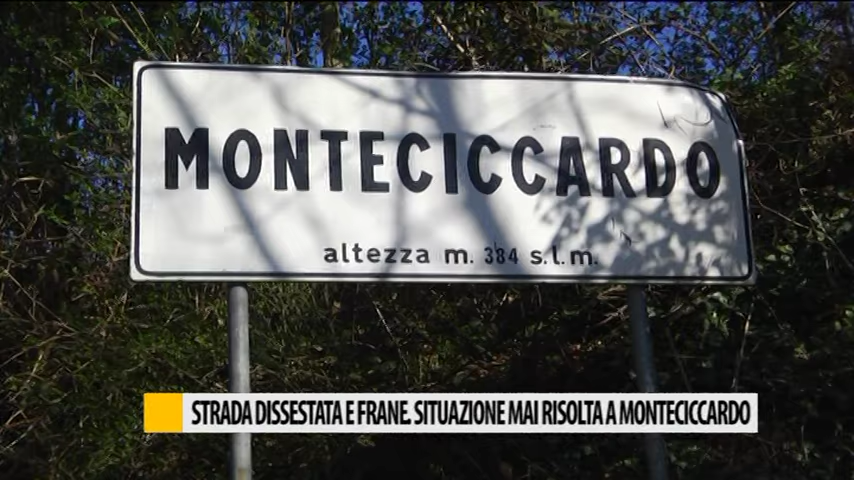 MONTECICCARDO
altezza m. 384 s.l.m.
STRADA DISSESTATA E FRANE. SITUAZIONE MAI RISOLTA A MONTECICCARDO